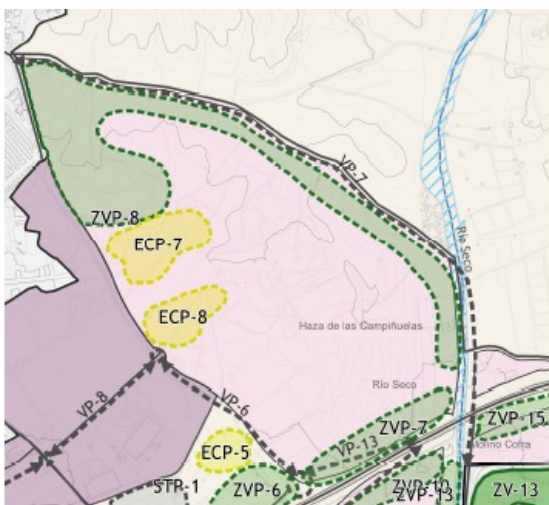 VP-7
ZVP-8
ECP-7
Río Seco
ECP-8
Haza de las Campiñuelas
VP-8
VP-6
Río Seco
ZVP-7
ZVP-15
VP-13
ECP-5
Molino Cofra
STP-1
ZVP-6
ZVP-10
ZVP-13
ZV-13